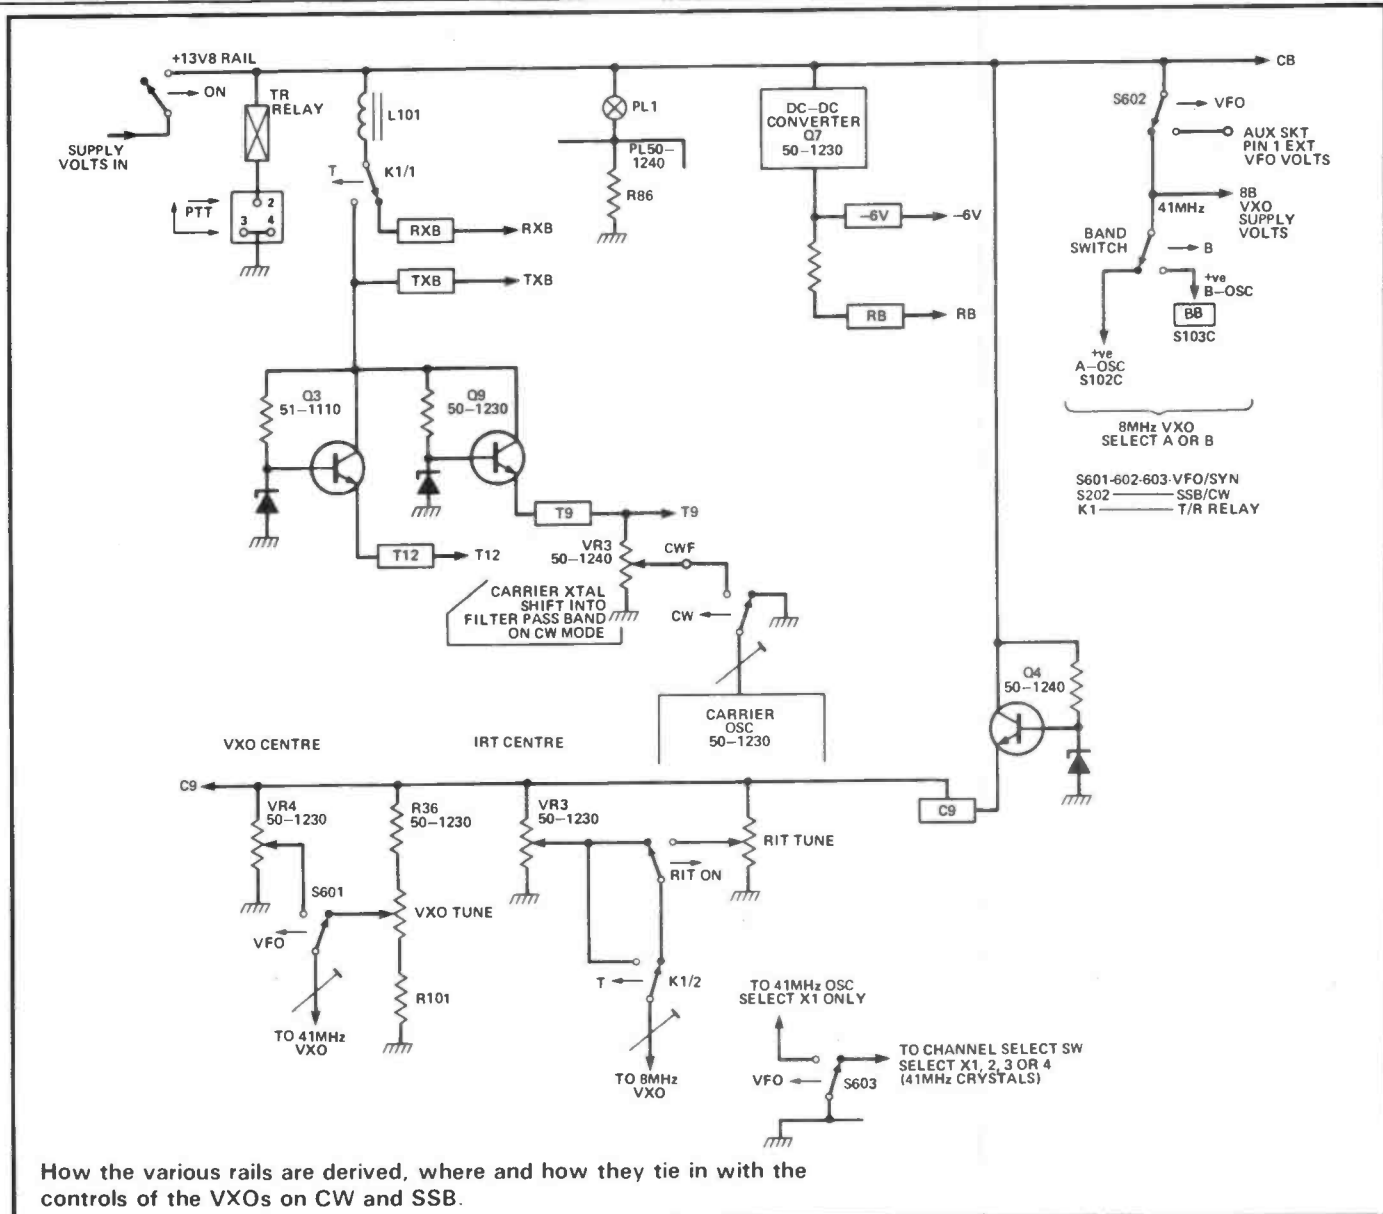 +13V8 RAIL
CB
ON
TR
RELAY
SUPPLY
VOLTS IN
PTT
2
3 4
L101
T
K1/1
RXB
RXB
TXB
TXB
PL1
PL50-
1240
R86
DC-DC
CONVERTER
Q7
50-1230
-6V
-6V
RB
RB
S602
VFO
AUX SKT
PIN 1 EXT
VFO VOLTS
8B
VXO
SUPPLY
VOLTS
41MHz
BAND
SWITCH
B
+ve
B-OSC
BB
S103C
+ve
A-OSC
S102C
8MHz VXO
SELECT A OR B
S601-602-603-VFO/SYN
S202 SSB/CW
K1 T/R RELAY
Q3
51-1110
Q9
50-1230
T9
T9
T12
T12
VR3
50-1240
CWF
CARRIER XTAL
SHIFT INTO
FILTER PASS BAND
ON CW MODE
CW
CARRIER
OSC
50-1230
Q4
50-1240
VXO CENTRE
IRT CENTRE
C9
C9
VR4
50-1230
R36
50-1230
VR3
50-1230
RIT TUNE
RIT ON
S601
VFO
VXO TUNE
R101
TO 41MHz
VXO
T
K1/2
TO 8MHz
VXO
TO 41MHz OSC
SELECT X1 ONLY
VFO
S603
TO CHANNEL SELECT SW
SELECT X1, 2, 3 OR 4
(41MHz CRYSTALS)
How the various rails are derived, where and how they tie in with the
controls of the VXOs on CW and SSB.